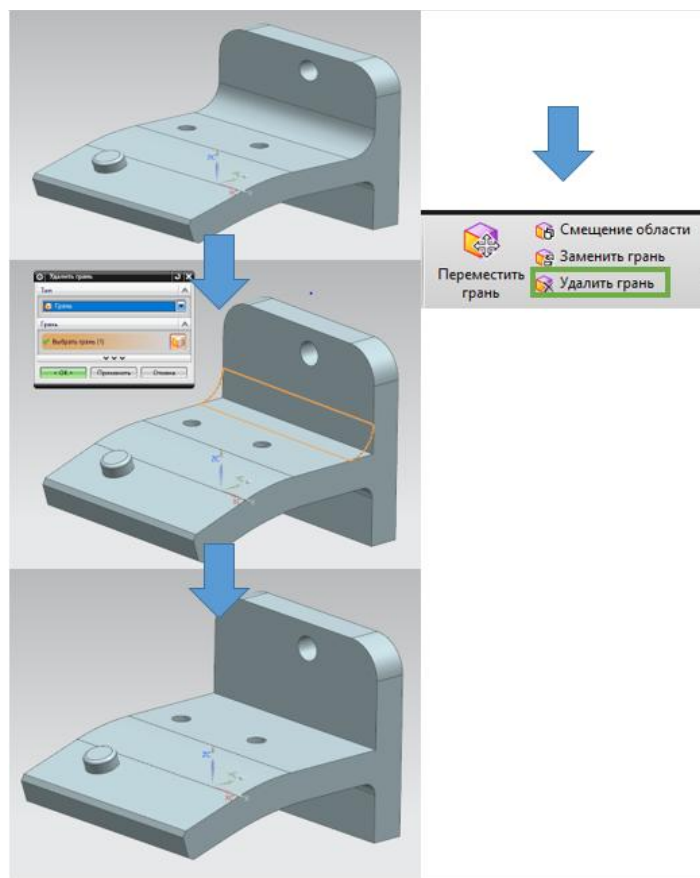 Удалить грань
Тип
Грань
Грань
Выбрать грань (1)
< ОК >
Применить
Отмена
Переместить
грань
Смещение области
Заменить грань
Удалить грань